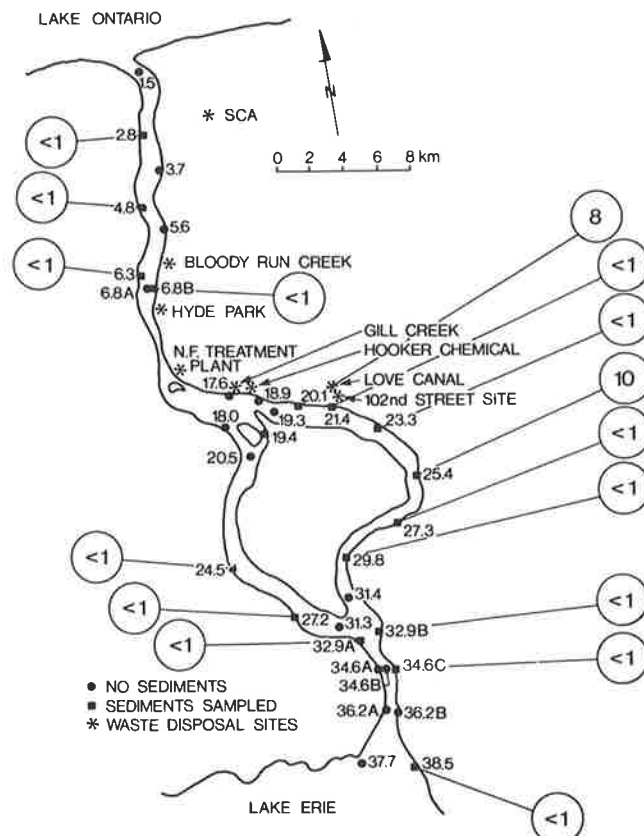 LAKE ONTARIO
1.5
SCA
N
<1
2.8
3.7
0 2 4 6 8 km
<1
4.8
5.6
8
<1
6.3
BLOODY RUN CREEK
<1
6.8A
6.8B
<1
HYDE PARK
<1
GILL CREEK
HOOKER CHEMICAL
N.F. TREATMENT
PLANT
LOVE CANAL
17.6
18.9
20.1
102nd STREET SITE
19.3
21.4
23.3
10
18.0
19.4
20.5
25.4
<1
27.3
<1
<1
24.5
29.8
31.4
<1
27.2
31.3
32.9B
<1
<1
32.9A
34.6A
34.6C
<1
34.6B
NO SEDIMENTS
SEDIMENTS SAMPLED
WASTE DISPOSAL SITES
36.2A
36.2B
37.7
38.5
LAKE ERIE
<1